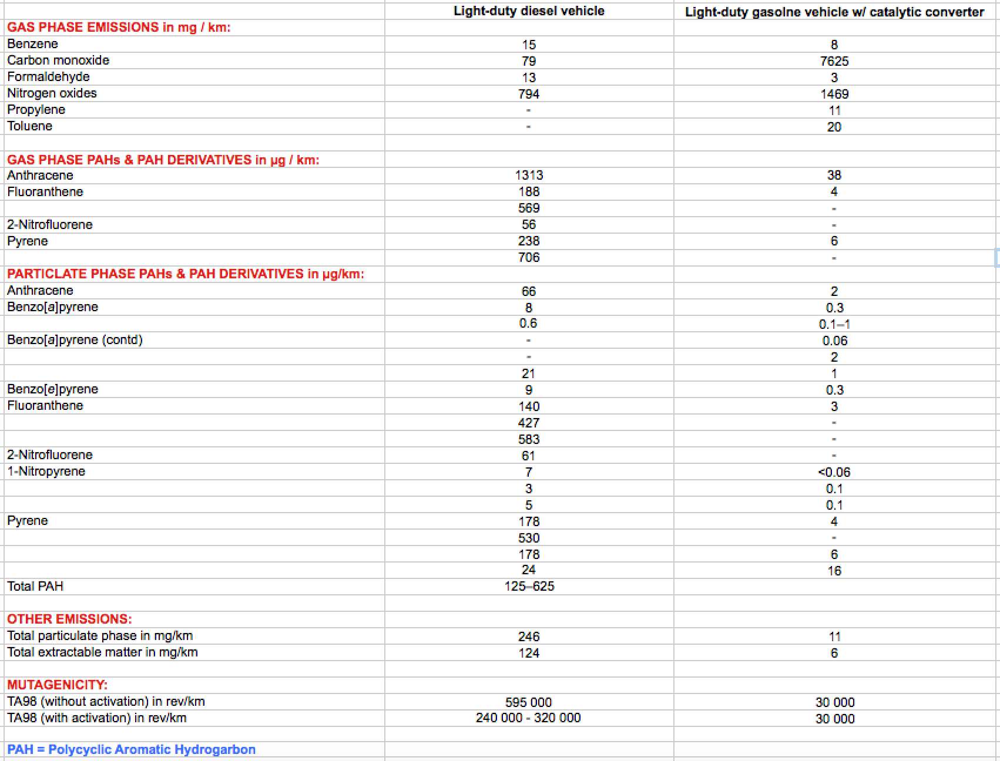 Light-duty diesel vehicle Light-duty gasolne vehicle w/ catalytic converter
GAS PHASE EMISSIONS in mg / km:
Benzene 15 8
Carbon monoxide 79 7625
Formaldehyde 13 3
Nitrogen oxides 794 1469
Propylene - 11
Toluene - 20
GAS PHASE PAHs & PAH DERIVATIVES in µg / km:
Anthracene 1313 38
Fluoranthene 188 4
569 -
2-Nitrofluorene 56 -
Pyrene 238 6
706 -
PARTICLATE PHASE PAHs & PAH DERIVATIVES in µg/km:
Anthracene 66 2
Benzo[a]pyrene 8 0.3
0.6 0.1–1
Benzo[a]pyrene (contd) - 0.06
- 2
21 1
Benzo[e]pyrene 9 0.3
Fluoranthene 140 3
427 -
583 -
2-Nitrofluorene 61 -
1-Nitropyrene 7 <0.06
3 0.1
5 0.1
Pyrene 178 4
530 -
178 6
24 16
Total PAH 125–625
OTHER EMISSIONS:
Total particulate phase in mg/km 246 11
Total extractable matter in mg/km 124 6
MUTAGENICITY:
TA98 (without activation) in rev/km 595 000 30 000
TA98 (with activation) in rev/km 240 000 - 320 000 30 000
PAH = Polycyclic Aromatic Hydrogarbon